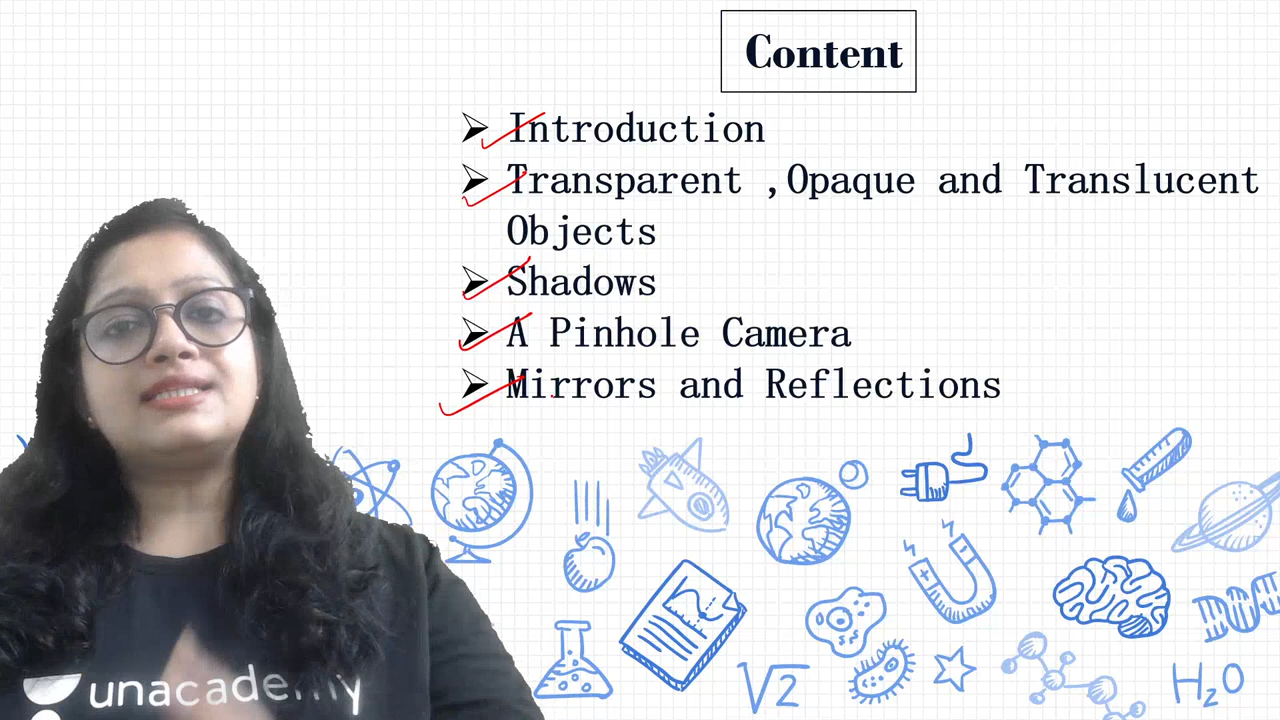 Content
➢ Introduction
➢ Transparent ,Opaque and Translucent
Objects
➢ Shadows
➢ A Pinhole Camera
➢ Mirrors and Reflections
√2
H₂O
unacademy